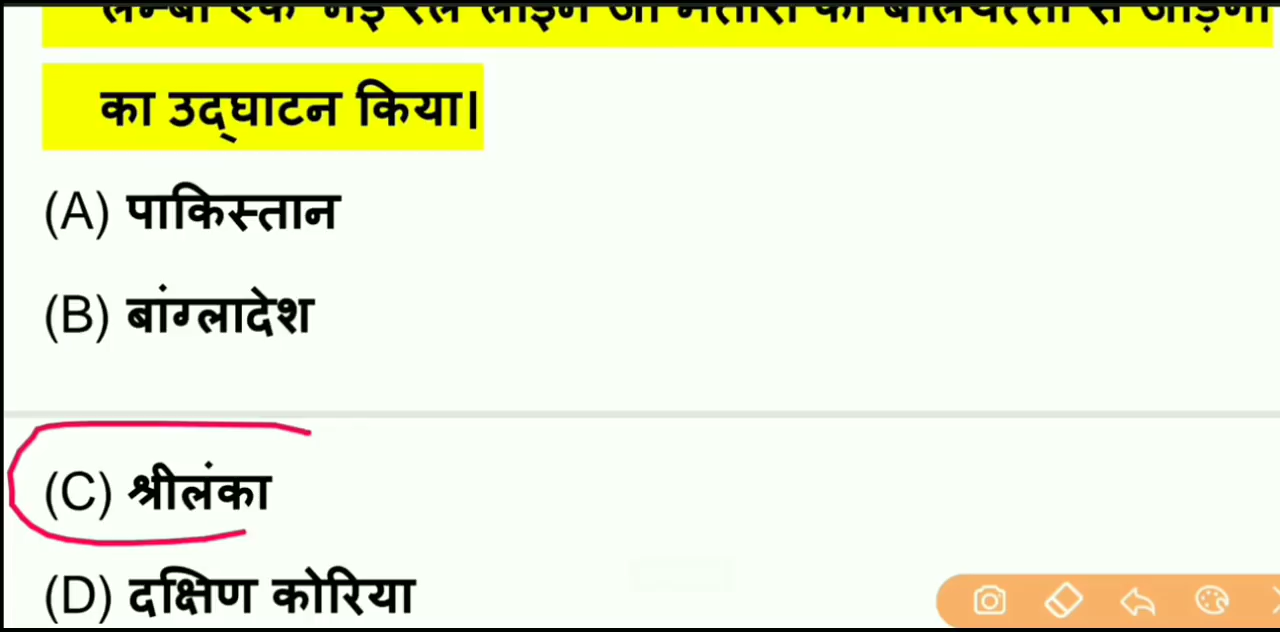 का उद्घाटन किया।
(A) पाकिस्तान
(B) बांग्लादेश
(C) श्रीलंका
(D) दक्षिण कोरिया